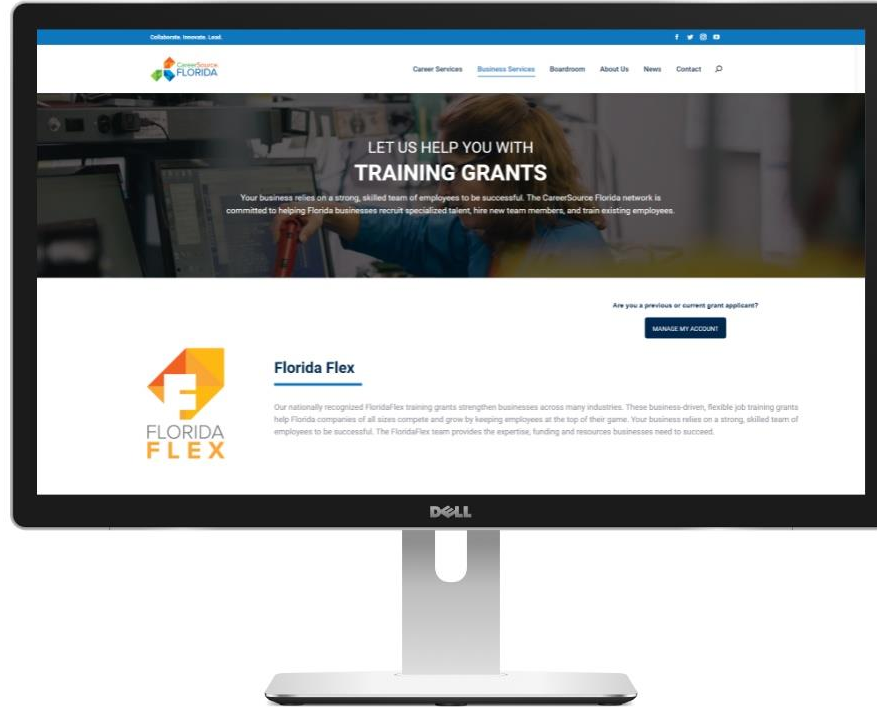 Collaborate. Innovate. Lead.
CareerSource
FLORIDA
Career Services Business Services Boardroom About Us News Contact
LET US HELP YOU WITH
TRAINING GRANTS
Your business relies on a strong, skilled team of employees to be successful. The CareerSource Florida network is
committed to helping Florida businesses recruit specialized talent, hire new team members, and train existing employees.
Are you a previous or current grant applicant?
MANAGE MY ACCOUNT
Florida Flex
Our nationally recognized FloridaFlex training grants strengthen businesses across many industries. These business-driven, flexible job training grants
help Florida companies of all sizes compete and grow by keeping employees at the top of their game. Your business relies on a strong, skilled team of
employees to be successful. The FloridaFlex team provides the expertise, funding and resources businesses need to succeed.
FLORIDA
FLEX
DELL